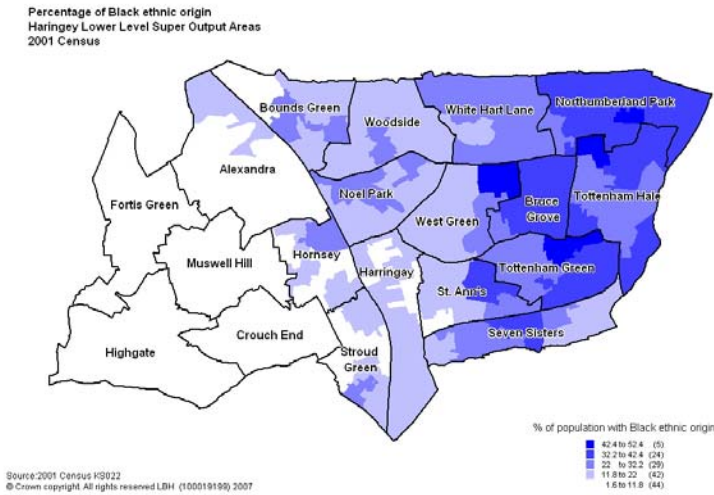 Percentage of Black ethnic origin
Haringey Lower Level Super Output Areas
2001 Census
Bounds Green
White Hart Lane
Northumberland Park
Woodside
Alexandra
Noel Park
Fortis Green
West Green
Bruce
Grove
Tottenham Hale
Muswell Hill
Hornsey
Harringay
Tottenham Green
St. Ann's
Crouch End
Seven Sisters
Highgate
Stroud
Green
% of population with Black ethnic origin
42.4 to 52.4 (5)
32.2 to 42.4 (24)
22 to 32.2 (29)
11.8 to 22 (42)
1.6 to 11.8 (44)
Source:2001 Census KS022
© Crown copyright. All rights reserved LBH (100019199) 2007